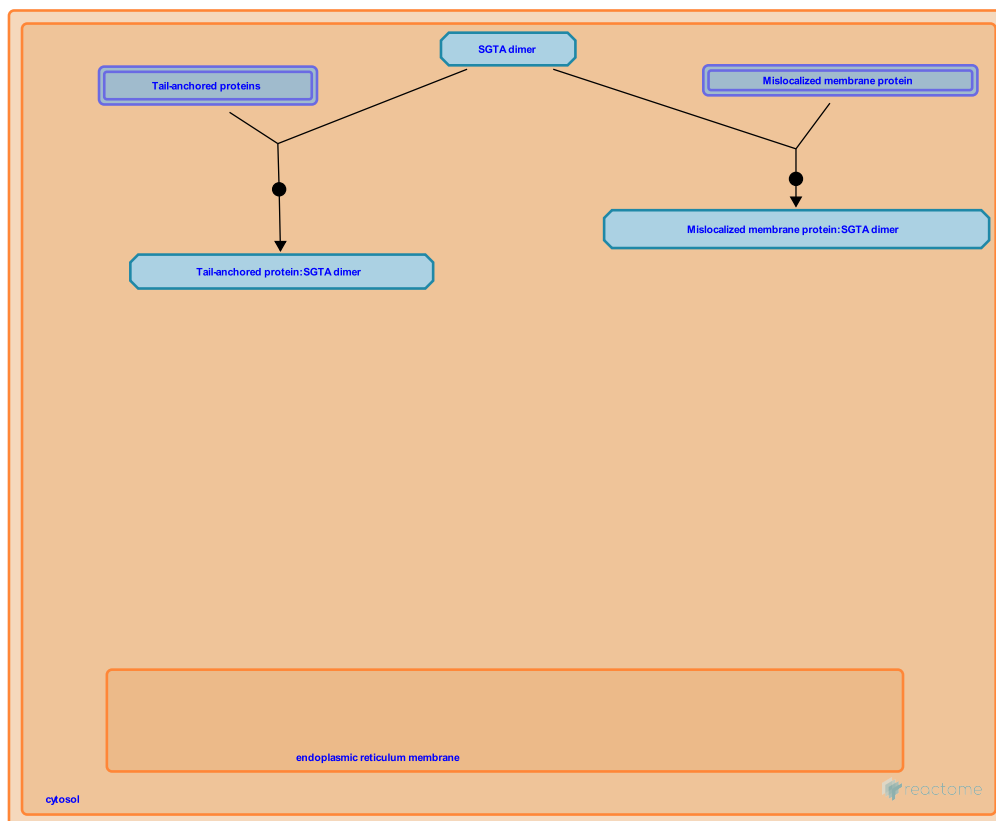 SGTA dimer
Tail-anchored proteins
Mislocalized membrane protein
Mislocalized membrane protein:SGTA dimer
Tail-anchored protein:SGTA dimer
endoplasmic reticulum membrane
cytosol
reactome